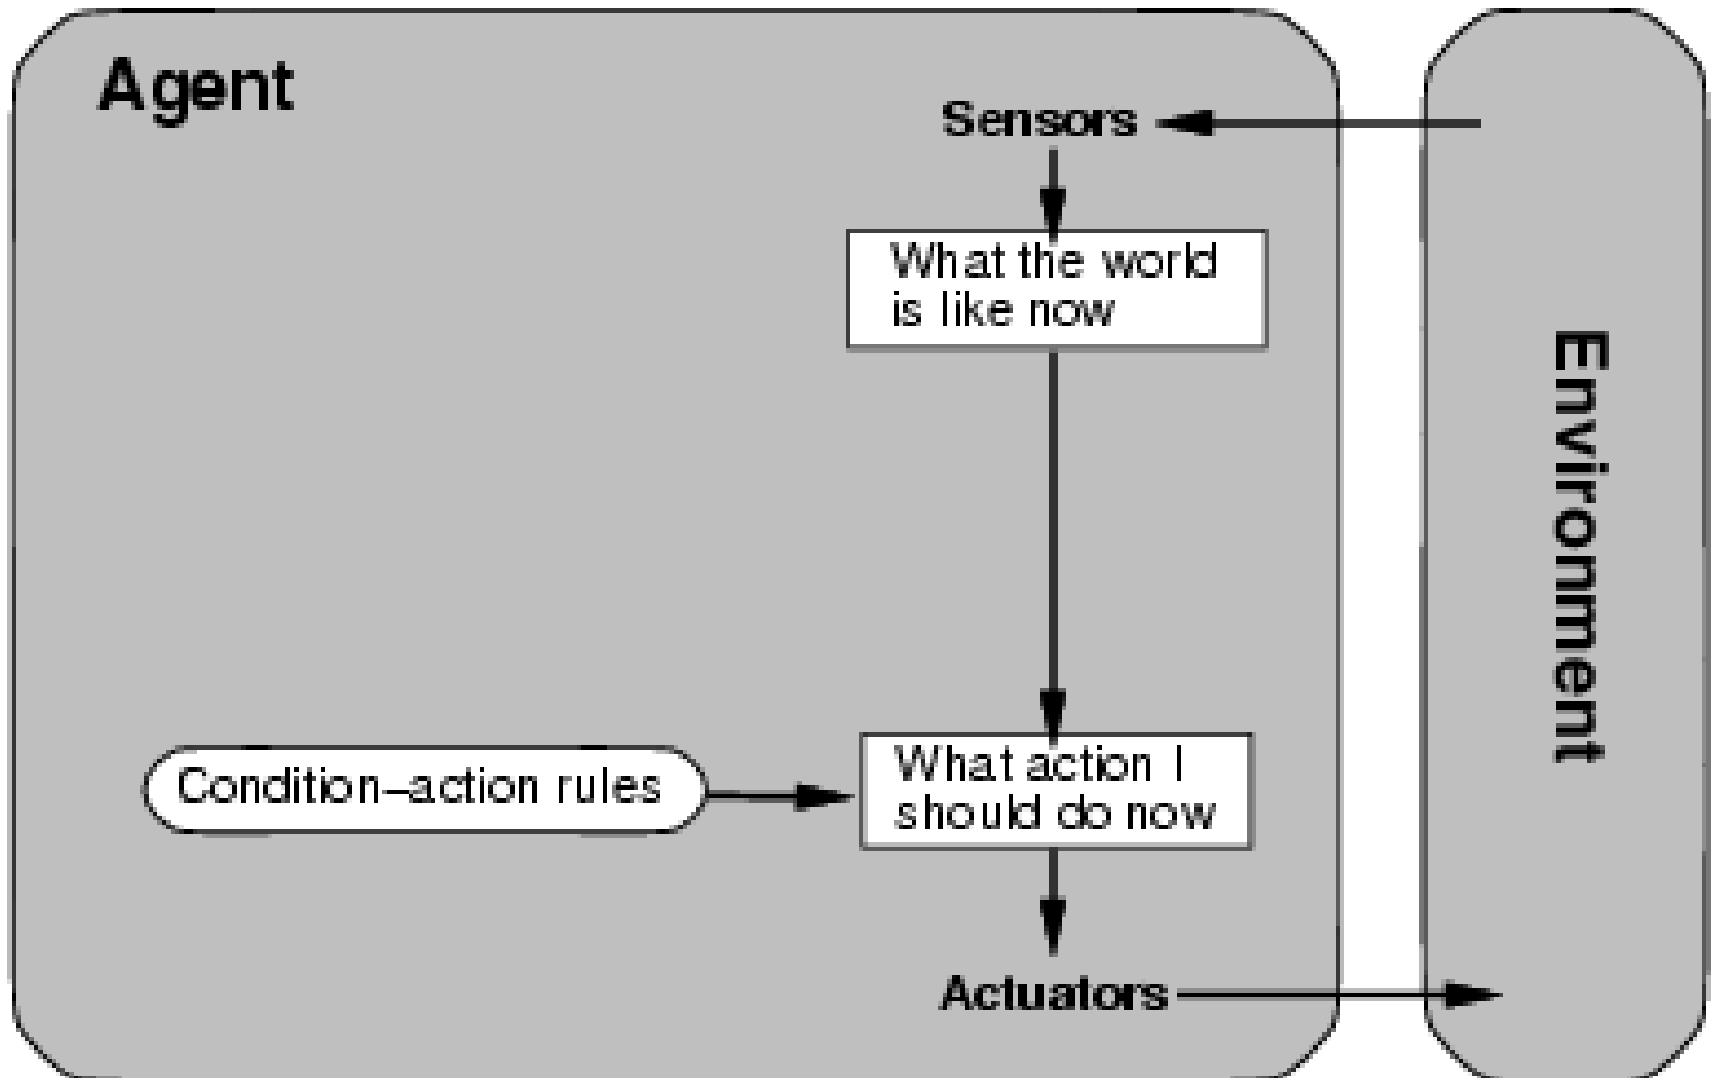 Agent
Sensors
What the world
is like now
Environment
Condition–action rules
What action I
should do now
Actuators